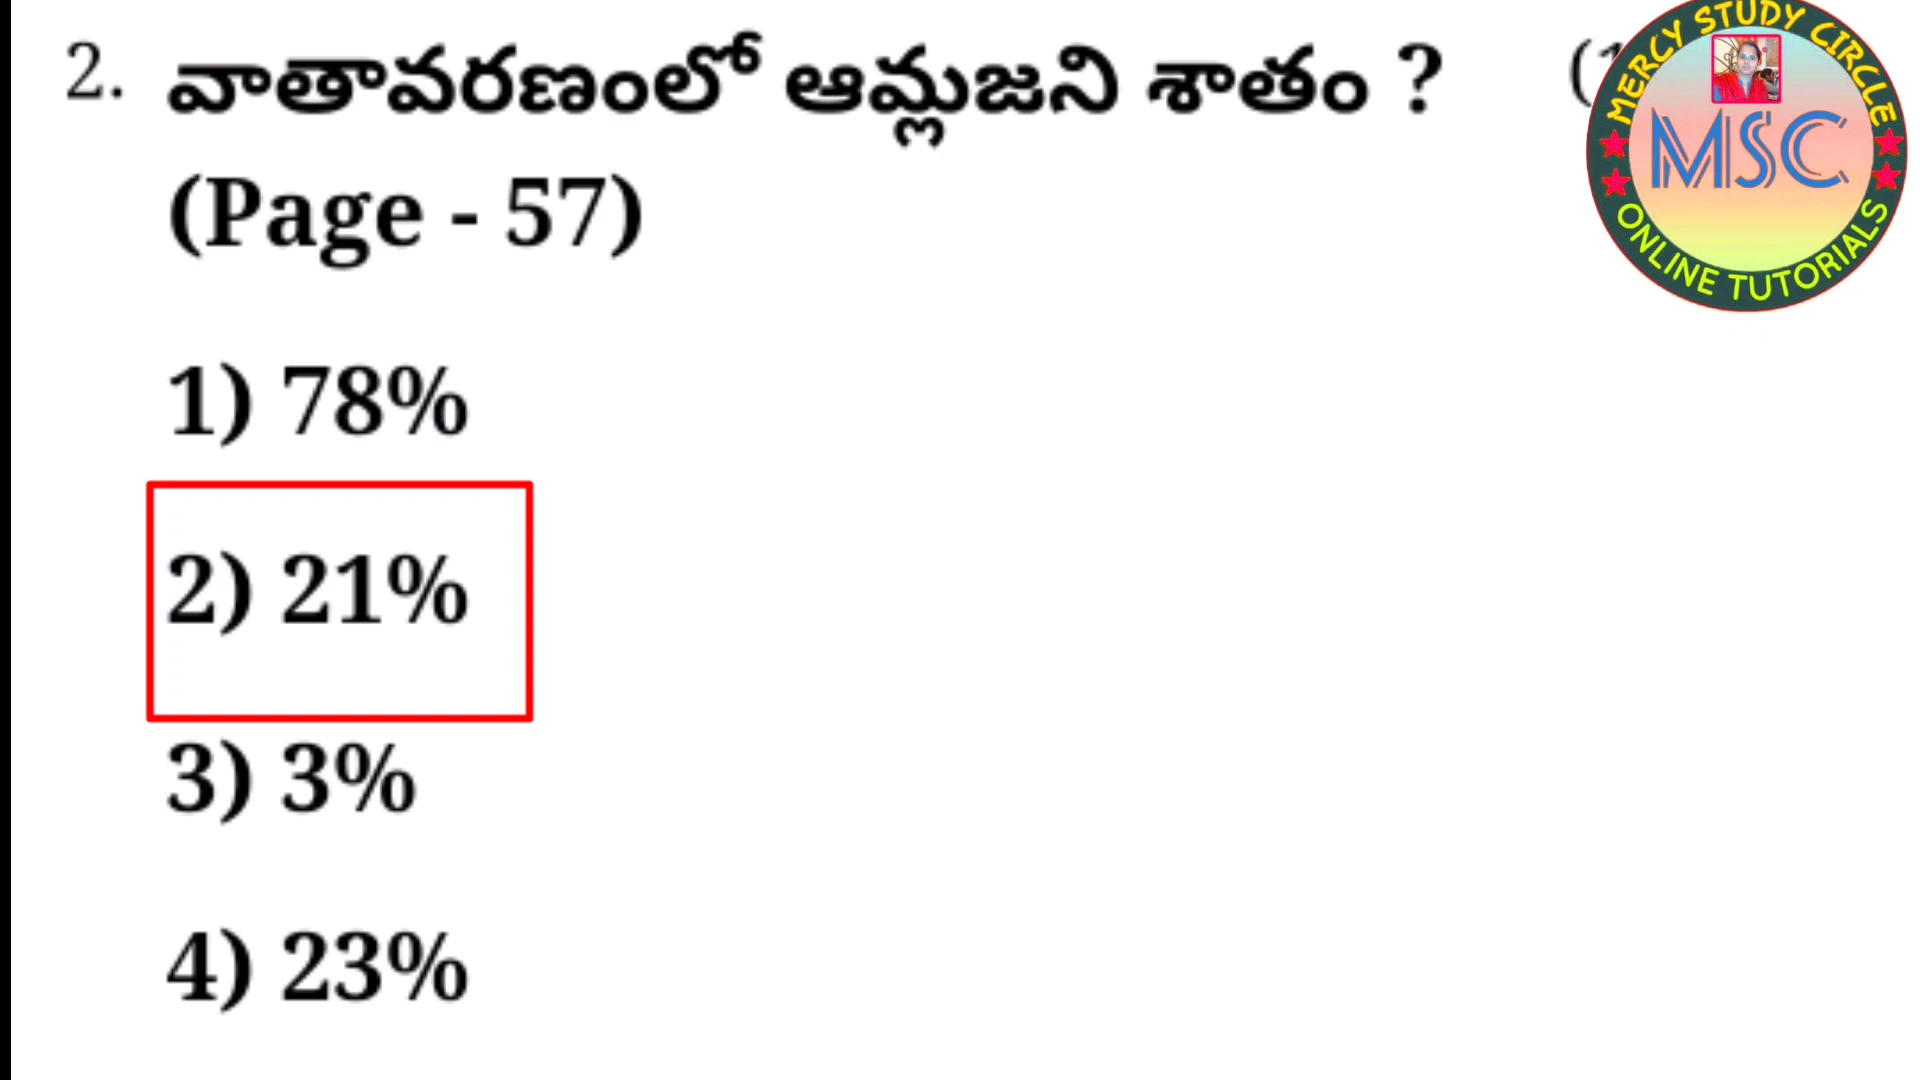 2. వాతావరణంలో ఆమ్లజని శాతం ?
(Page - 57)
1) 78%
2) 21%
3) 3%
4) 23%
MERCY STUDY CIRCLE
MSC
ONLINE TUTORIALS